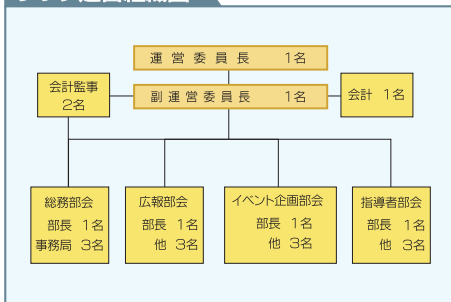 運営委員長 1名
会計監事
2名
副運営委員長 1名
会計 1名
総務部会
部長 1名
事務局 3名
広報部会
部長 1名
他 3名
イベント企画部会
部長 1名
他 3名
指導者部会
部長 1名
他 3名